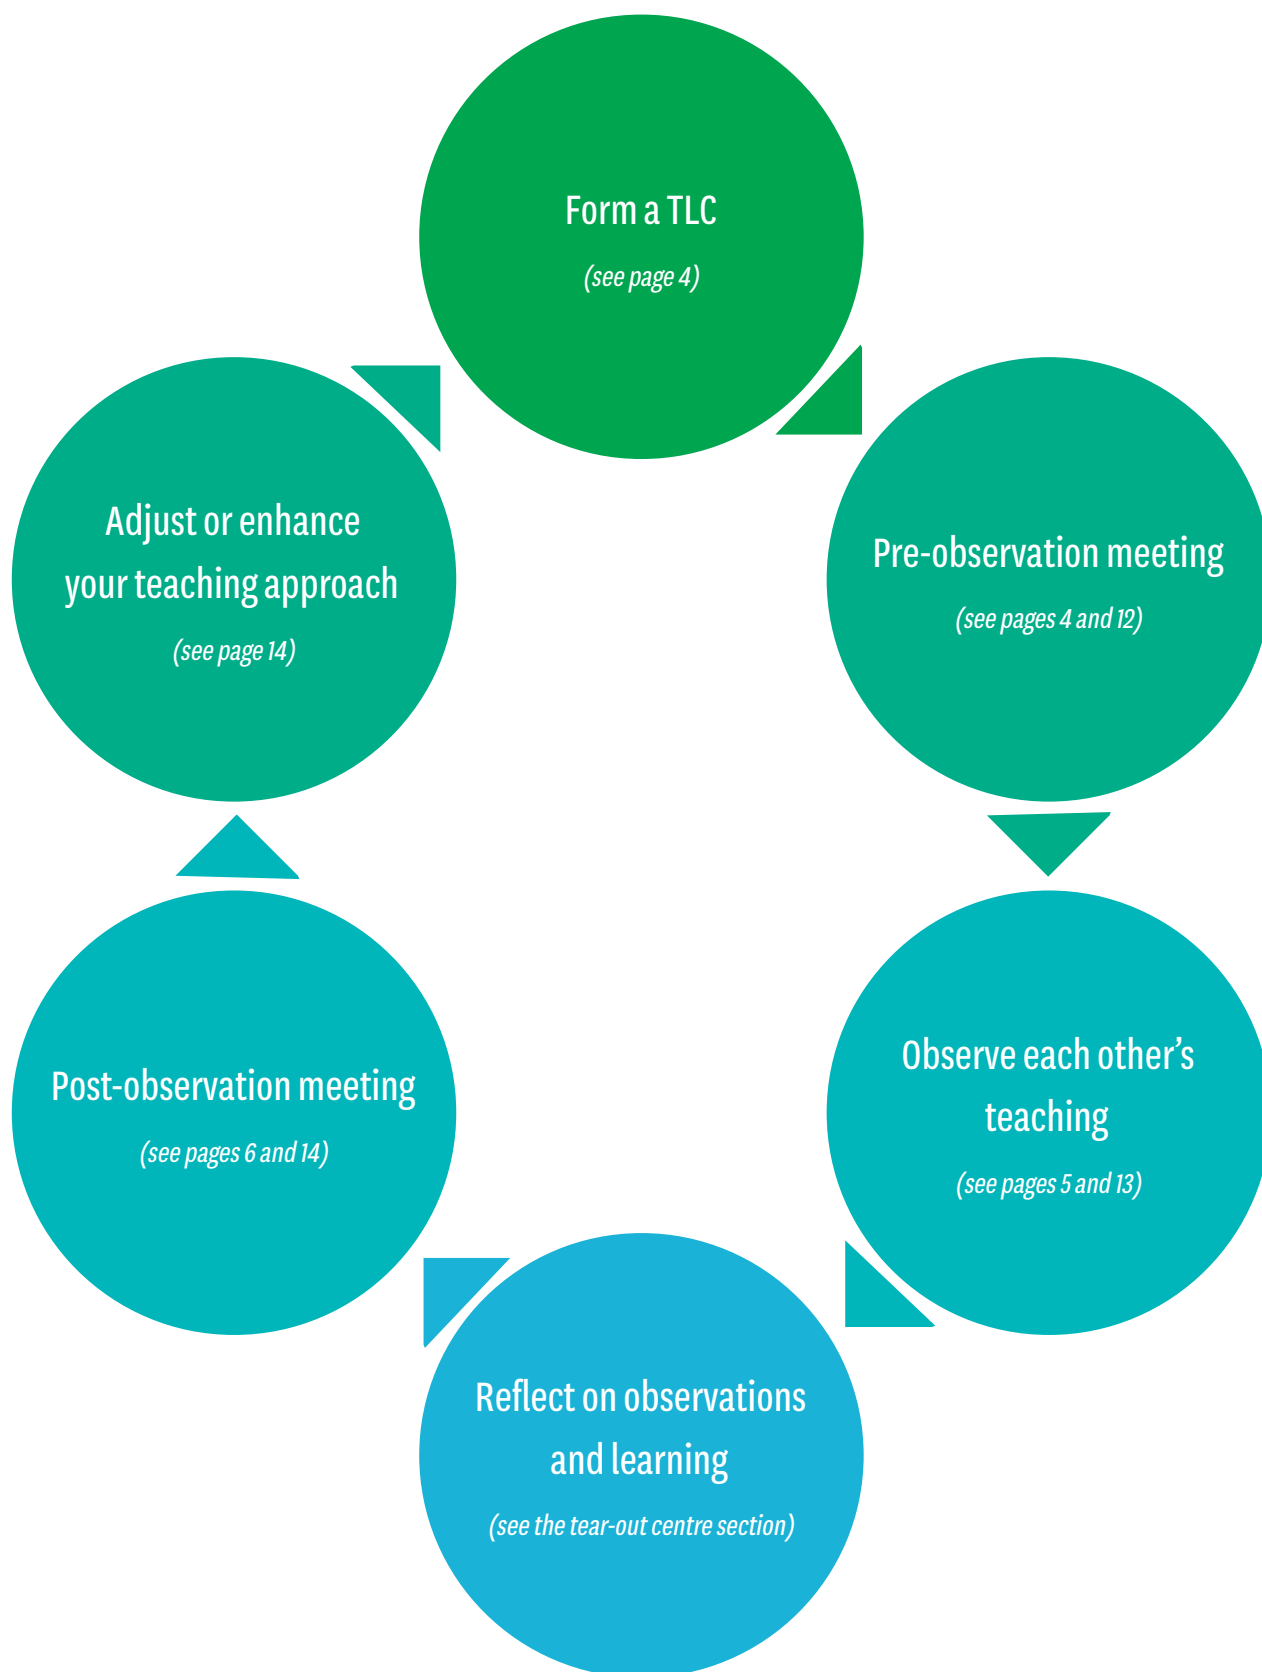 Form a TLC
(see page 4)
Pre-observation meeting
(see pages 4 and 12)
Observe each other’s
teaching
(see pages 5 and 13)
Reflect on observations
and learning
(see the tear-out centre section)
Post-observation meeting
(see pages 6 and 14)
Adjust or enhance
your teaching approach
(see page 14)